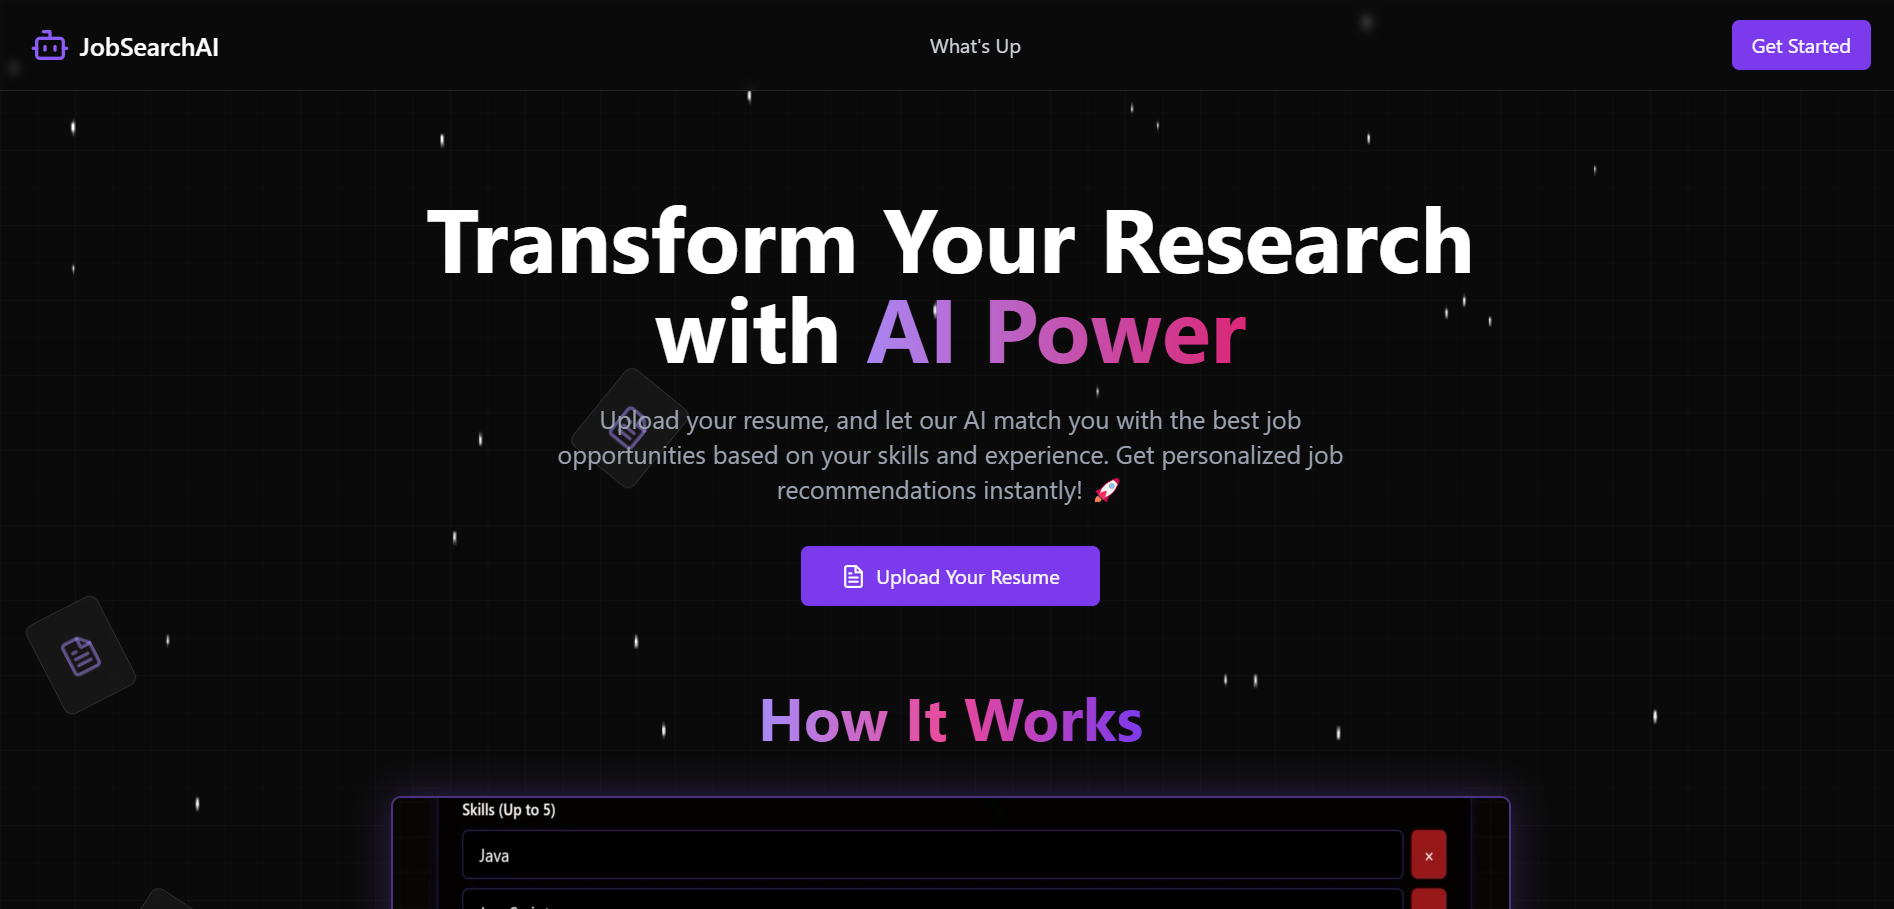 JobSearchAI
What's Up
Get Started
Transform Your Research
with AI Power
Upload your resume, and let our AI match you with the best job
opportunities based on your skills and experience. Get personalized job
recommendations instantly! 🚀
Upload Your Resume
How It Works
Skills (Up to 5)
Java
×